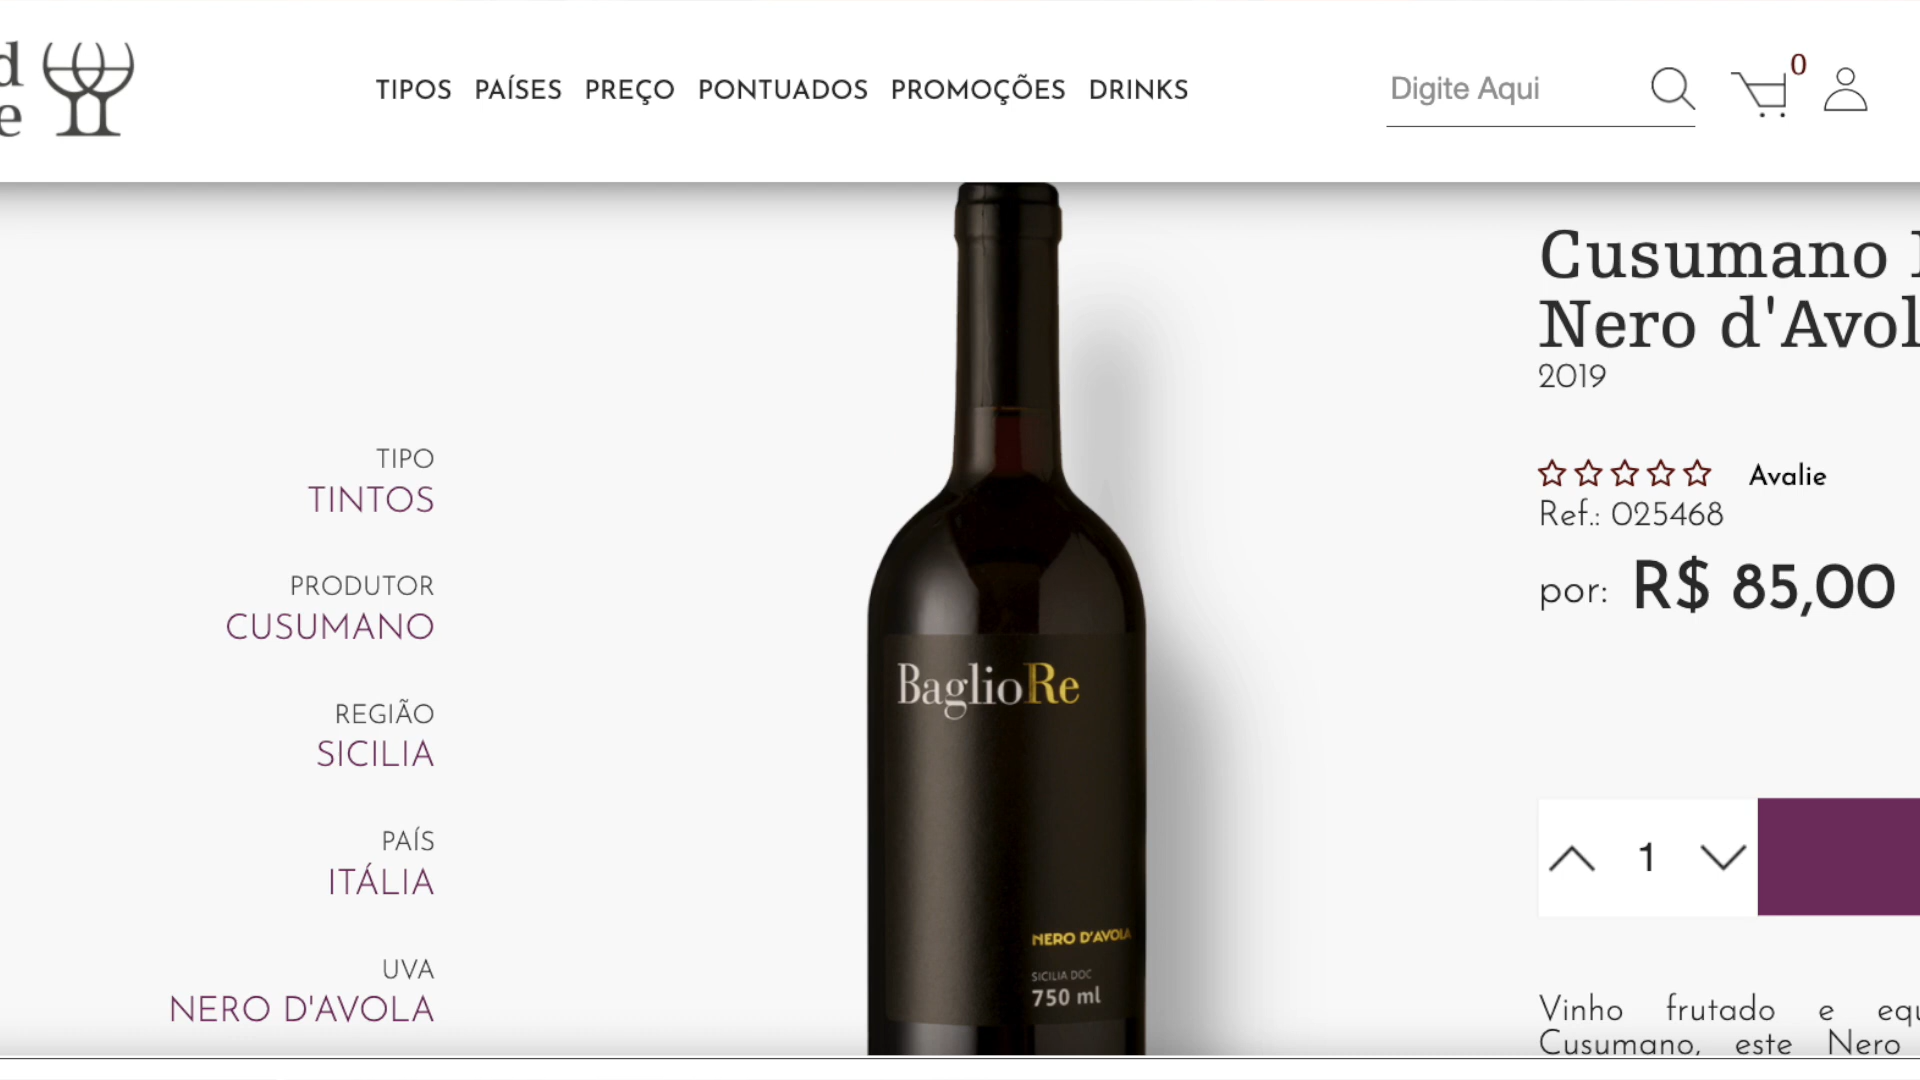 d
e
TIPOS PAÍSES PREÇO PONTUADOS PROMOÇÕES DRINKS
Digite Aqui
0
TIPO
TINTOS
PRODUTOR
CUSUMANO
REGIÃO
SICILIA
PAÍS
ITÁLIA
UVA
NERO D'AVOLA
BaglioRe
NERO D'AVOLA
SICILIA DOC
750 ml
Cusumano
Nero d'Avol
2019
Avalie
Ref.: 025468
por: R$ 85,00
1
Vinho frutado e equ
Cusumano, este Nero